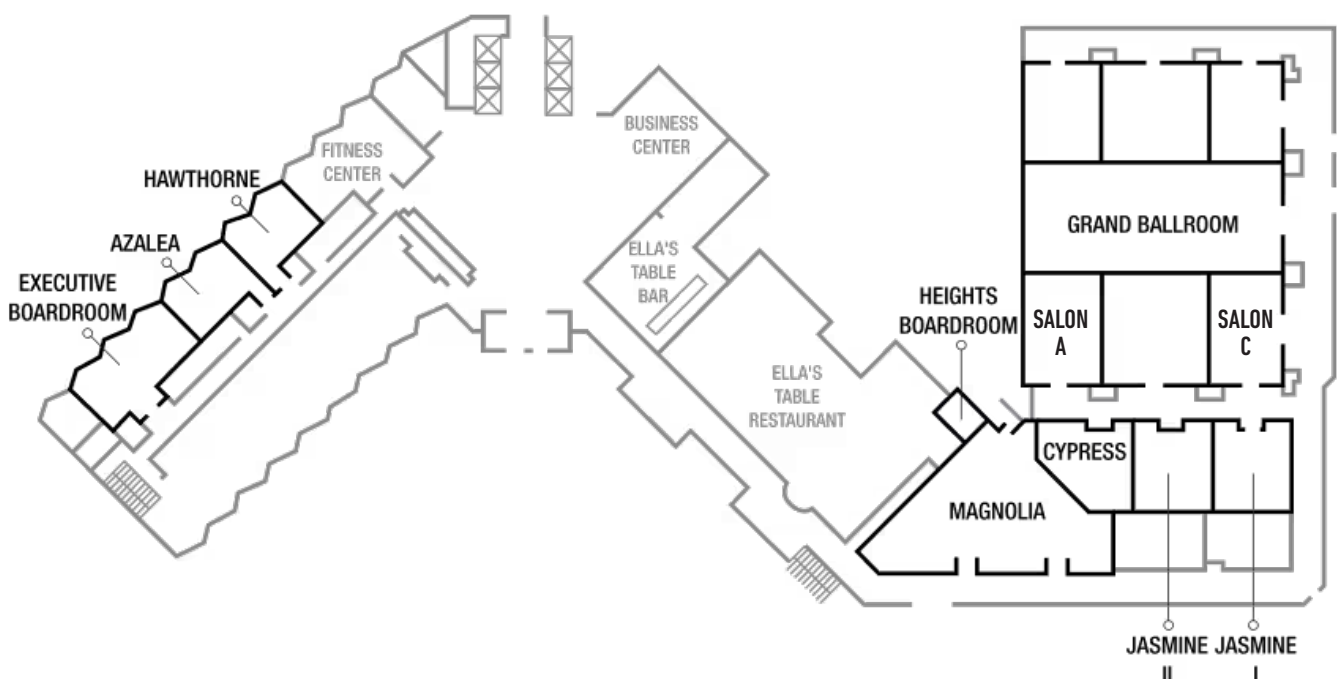 FITNESS
CENTER
HAWTHORNE
AZALEA
EXECUTIVE
BOARDROOM
BUSINESS
CENTER
ELLA'S
TABLE
BAR
ELLA'S
TABLE
RESTAURANT
HEIGHTS
BOARDROOM
GRAND BALLROOM
SALON
A
SALON
C
CYPRESS
MAGNOLIA
JASMINE
II
JASMINE
I